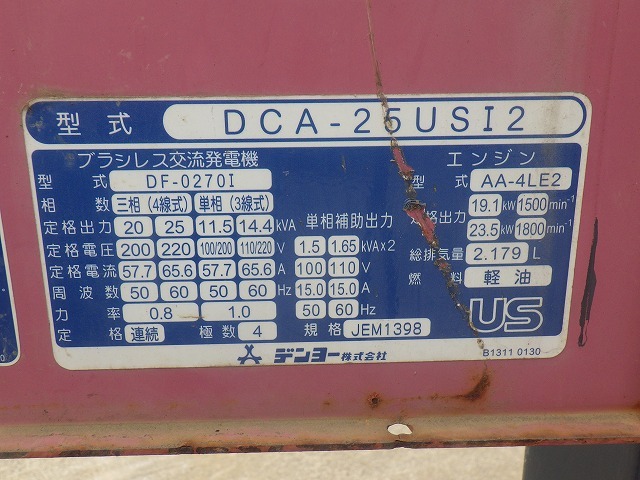 型式 DCA-25USI2
ブラシレス交流発電機
型式 DF-0270I
相数 三相(4線式) 単相(3線式)
定格出力 20 25 11.5 14.4 kVA
定格電圧 200 220 100/200 110/220 V
定格電流 57.7 65.6 57.7 65.6 A
周波数 50 60 50 60 Hz
力率 0.8 1.0
定格 連続 極数 4 規格 JEM1398
単相補助出力
1.5 1.65 kVA×2
100 110 V
15.0 15.0 A
50 60 Hz
エンジン
型式 AA-4LE2
定格出力 19.1 kW 1500 min⁻¹
23.5 kW 1800 min⁻¹
総排気量 2.179 L
燃料 軽油
US
デンヨー株式会社
B1311 0130